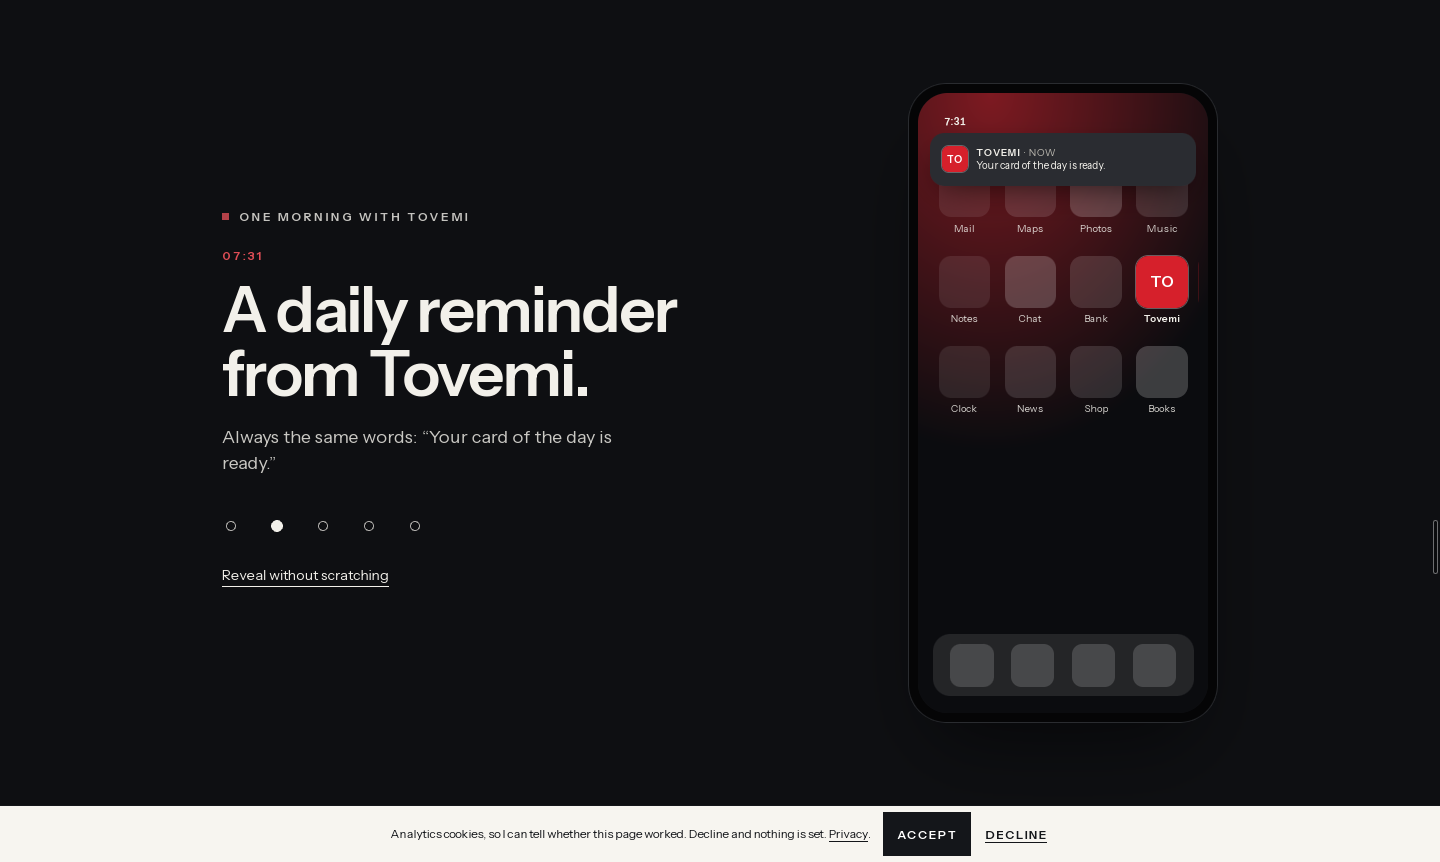 ONE MORNING WITH TOVEMI
07:31
A daily reminder
from Tovemi.
Always the same words: “Your card of the day is
ready.”
Reveal without scratching
7:31
TO
TOVEMI · NOW
Your card of the day is ready.
Mail Maps Photos Music
TO
Notes Chat Bank Tovemi
Clock News Shop Books
Analytics cookies, so I can tell whether this page worked. Decline and nothing is set. Privacy.
ACCEPT
DECLINE